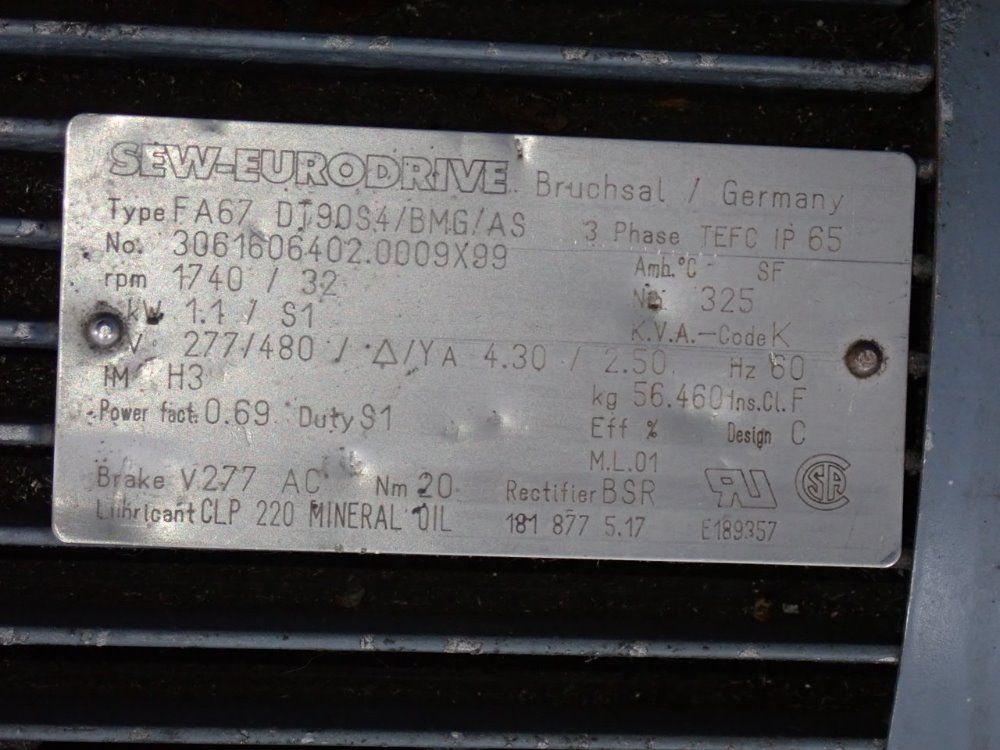 SEW-EURODRIVE Bruchsal / Germany
Type FA67 DT90S4/BMG/AS 3 Phase TEFC IP 65
No. 3061606402.0009X99 Amb.°C SF
rpm 1740 / 32 Nm 325
kW 1.1 / S1 K.V.A.-Code K
V 277/480 / Δ/Y A 4.30 / 2.50 Hz 60
IM H3 kg 56.460 Ins.Cl. F
Power fact. 0.69 Duty S1 Eff % Design C
M.L.01
Brake V 277 AC Nm 20 Rectifier BSR
Lubricant CLP 220 MINERAL OIL 181 877 5.17 E189357